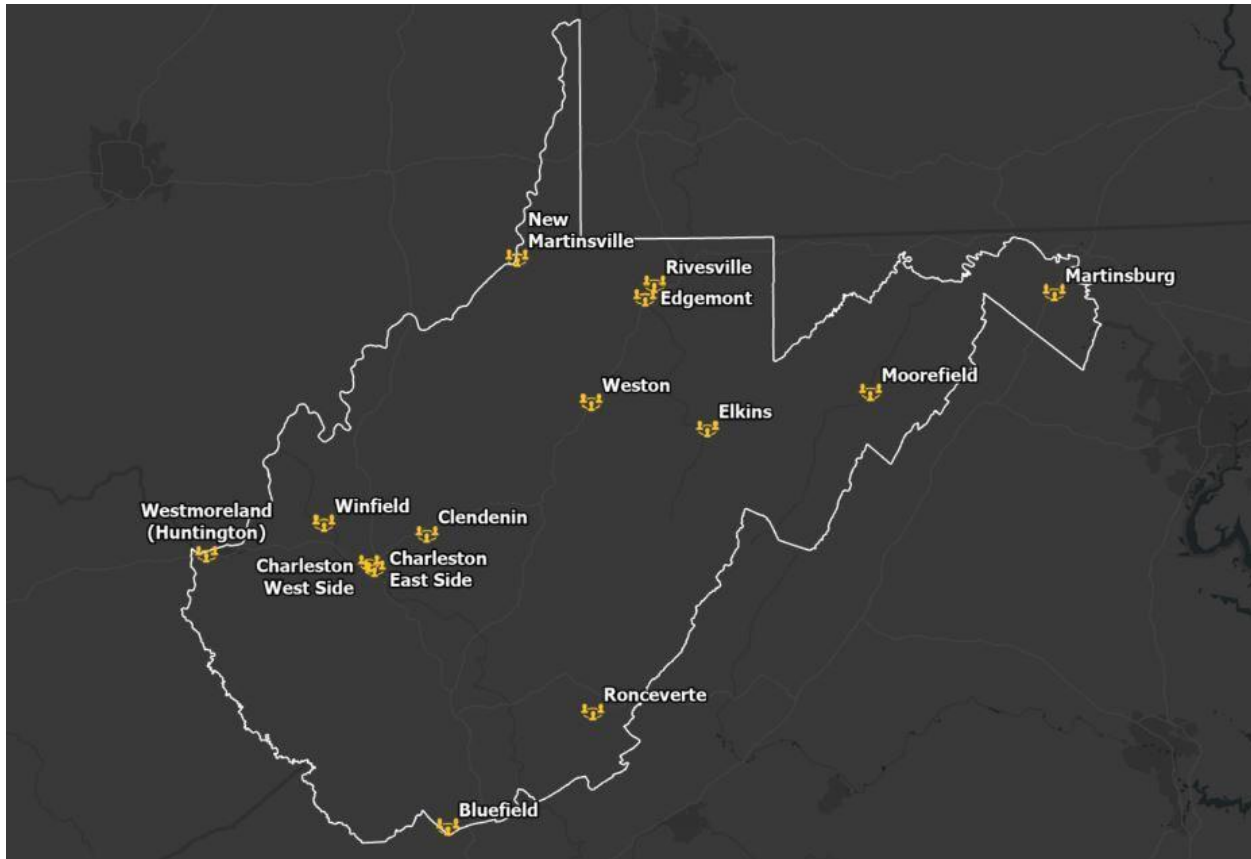 New
Martinsville
Rivesville
Edgemont
Martinsburg
Weston
Moorefield
Elkins
Westmoreland
(Huntington)
Winfield
Clendenin
Charleston
West Side
Charleston
East Side
Ronceverte
Bluefield